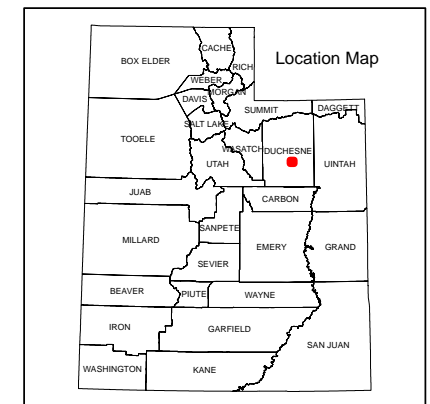 Location Map
BOX ELDER
CACHE
RICH
WEBER
MORGAN
DAVIS
SUMMIT
DAGGETT
SALT LAKE
TOOELE
WASATCH
DUCHESNE
UTAH
UINTAH
JUAB
CARBON
SANPETE
MILLARD
EMERY
GRAND
SEVIER
BEAVER
PIUTE
WAYNE
IRON
GARFIELD
SAN JUAN
WASHINGTON
KANE